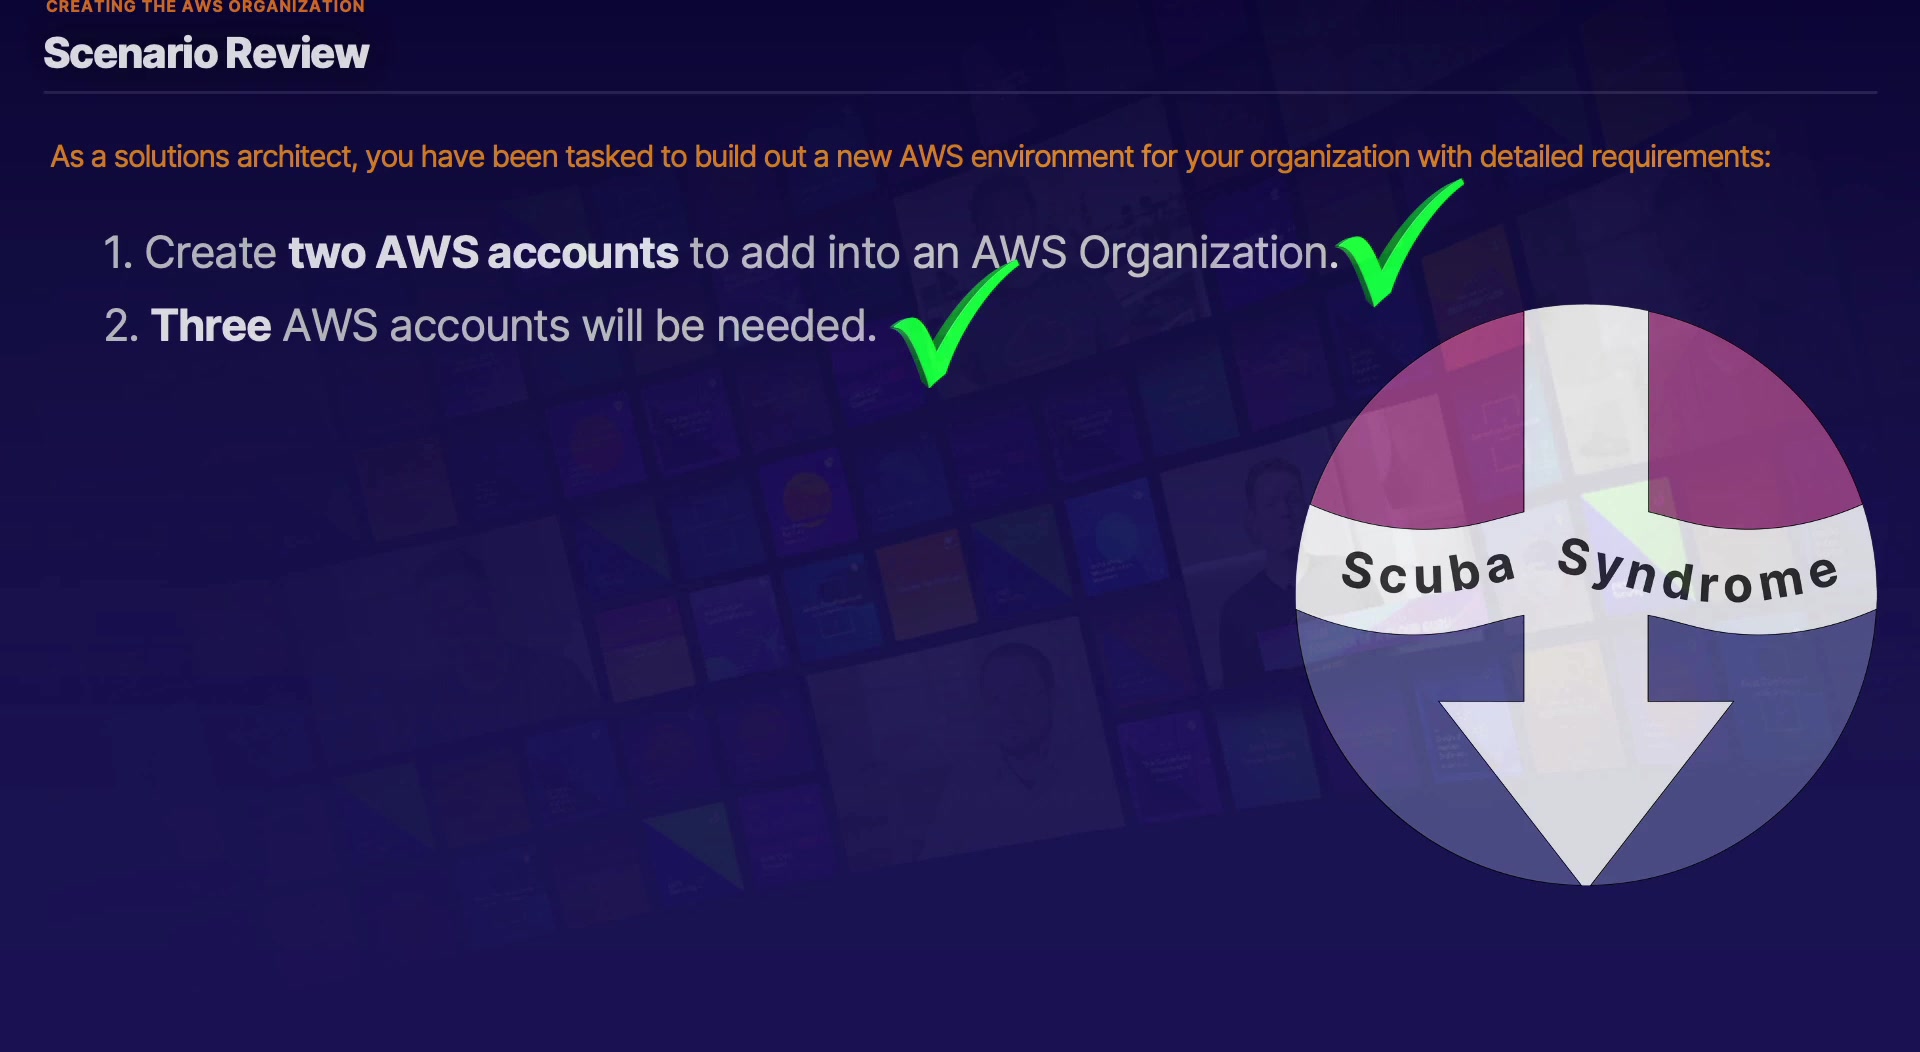 CREATING THE AWS ORGANIZATION
Scenario Review
As a solutions architect, you have been tasked to build out a new AWS environment for your organization with detailed requirements:
1. Create two AWS accounts to add into an AWS Organization.
2. Three AWS accounts will be needed.
Scuba Syndrome